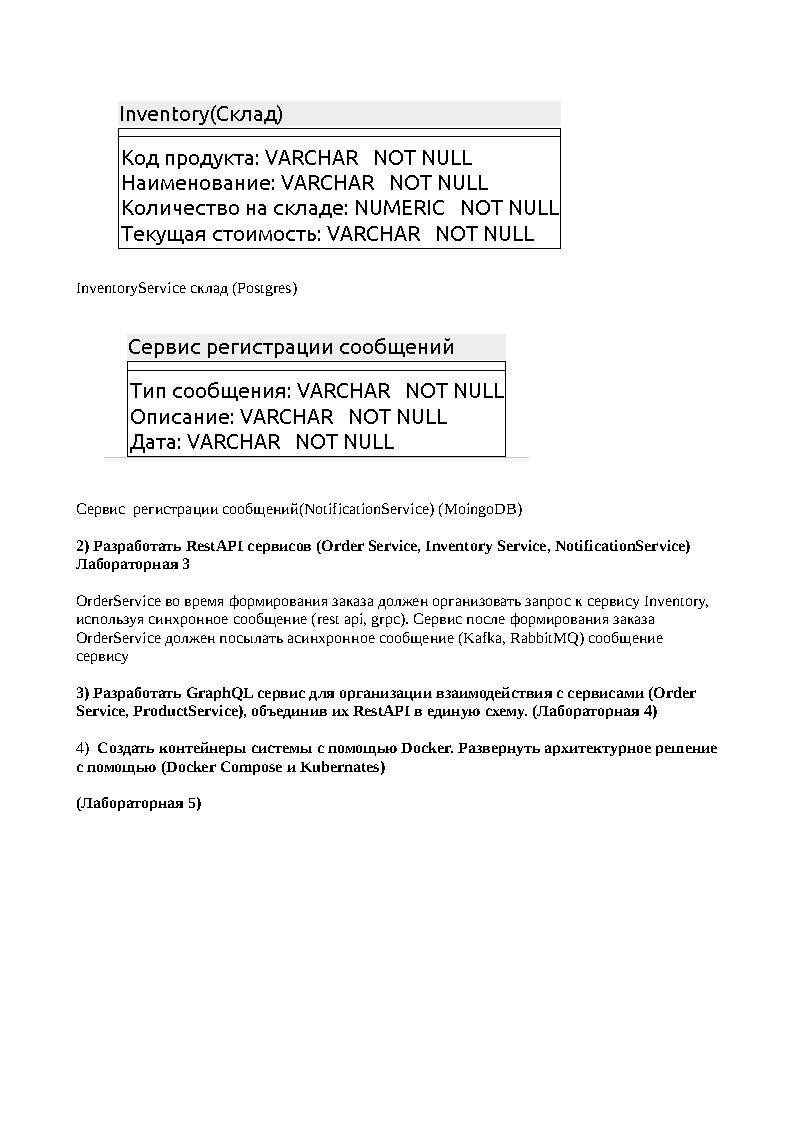 Inventory(Склад)
Код продукта: VARCHAR NOT NULL
Наименование: VARCHAR NOT NULL
Количество на складе: NUMERIC NOT NULL
Текущая стоимость: VARCHAR NOT NULL
InventoryService склад (Postgres)
Сервис регистрации сообщений
Тип сообщения: VARCHAR NOT NULL
Описание: VARCHAR NOT NULL
Дата: VARCHAR NOT NULL
Сервис регистрации сообщений(NotificationService) (MoingoDB)
2) Разработать RestAPI сервисов (Order Service, Inventory Service, NotificationService)
Лабораторная 3
OrderService во время формирования заказа должен организовать запрос к сервису Inventory,
используя синхронное сообщение (rest api, grpc). Сервис после формирования заказа
OrderService должен посылать асинхронное сообщение (Kafka, RabbitMQ) сообщение
сервису
3) Разработать GraphQL сервис для организации взаимодействия с сервисами (Order
Service, ProductService), объединив их RestAPI в единую схему. (Лабораторная 4)
4) Создать контейнеры системы с помощью Docker. Развернуть архитектурное решение
с помощью (Docker Compose и Kubernates)
(Лабораторная 5)